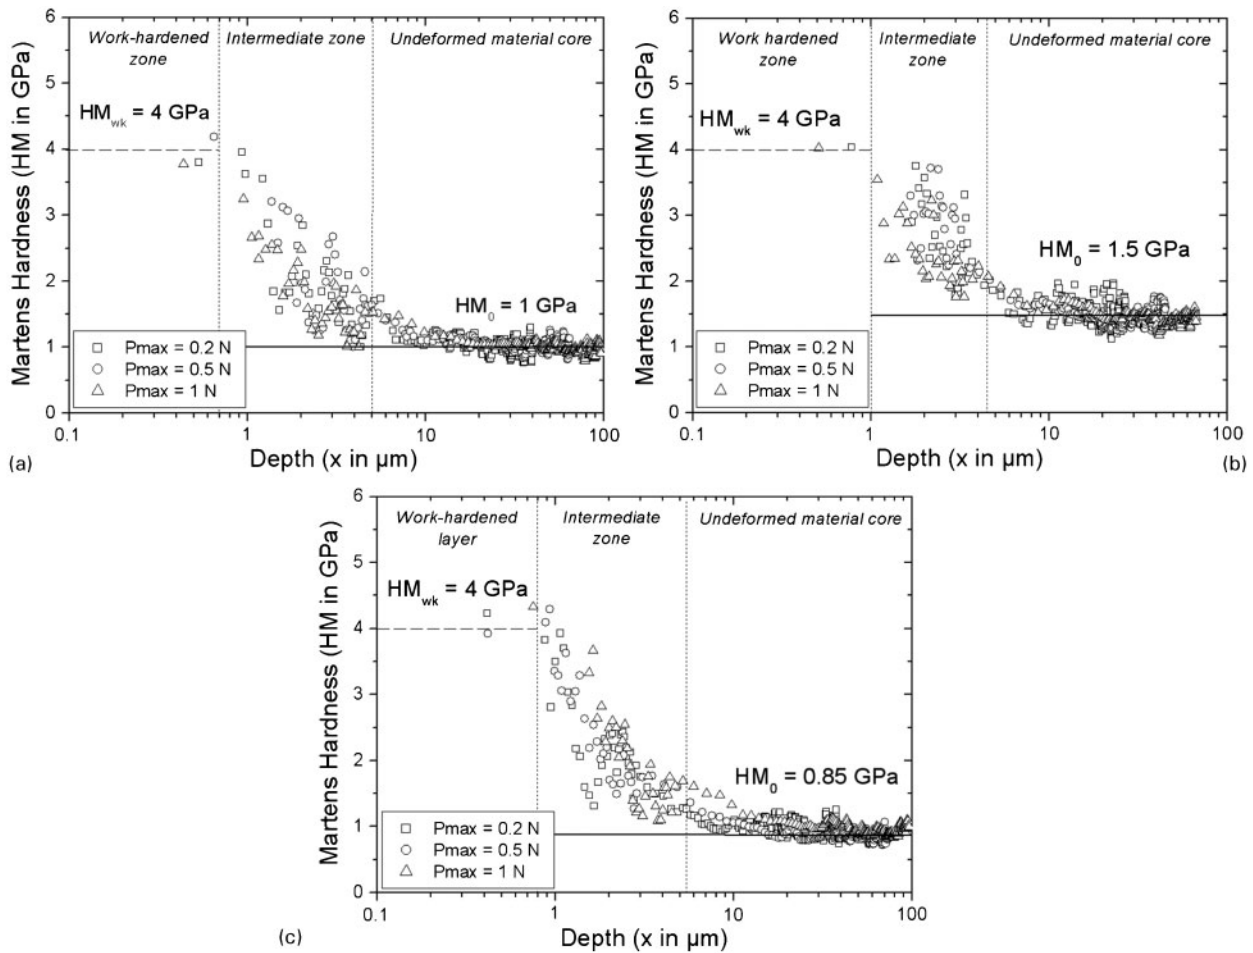 Martens Hardness (HM in GPa)
6
5
4
3
2
1
0
Work-hardened
zone
Intermediate zone
Undeformed material core
HMwk = 4 GPa
HM0 = 1 GPa
Pmax = 0.2 N
Pmax = 0.5 N
Pmax = 1 N
0.1
1
10
100
Depth (x in µm)
(a)
Martens Hardness (HM in GPa)
6
5
4
3
2
1
0
Work hardened
zone
Intermediate
zone
Undeformed material core
HMwk = 4 GPa
HM0 = 1.5 GPa
Pmax = 0.2 N
Pmax = 0.5 N
Pmax = 1 N
0.1
1
10
100
Depth (x in µm)
(b)
Martens Hardness (HM in GPa)
6
5
4
3
2
1
0
Work-hardened
layer
Intermediate
zone
Undeformed material core
HMwk = 4 GPa
HM0 = 0.85 GPa
Pmax = 0.2 N
Pmax = 0.5 N
Pmax = 1 N
0.1
1
10
100
Depth (x in µm)
(c)